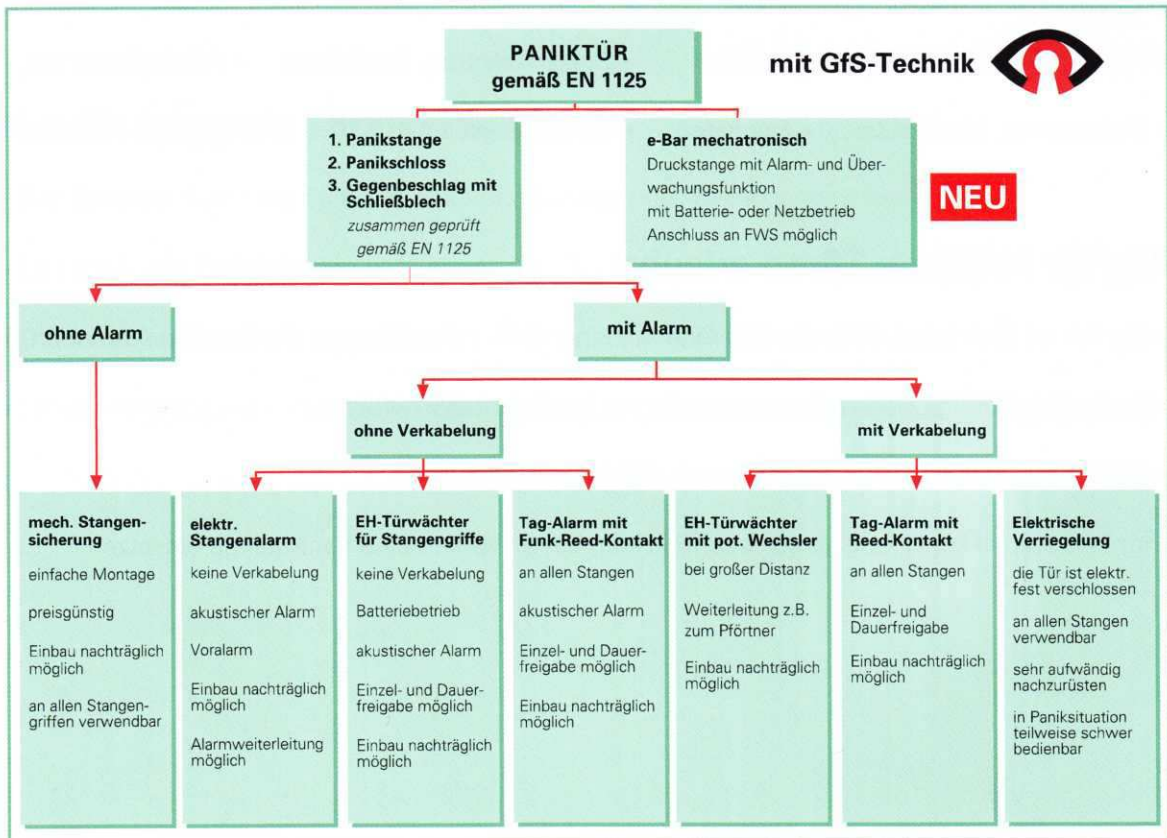 PANIKTÜR
gemäß EN 1125
mit GfS-Technik
1. Panikstange
2. Panikschloss
3. Gegenbeschlag mit
Schließblech
zusammen geprüft
gemäß EN 1125
e-Bar mechatronisch
Druckstange mit Alarm- und Über-
wachungsfunktion
mit Batterie- oder Netzbetrieb
Anschluss an FWS möglich
NEU
ohne Alarm
mit Alarm
ohne Verkabelung
mit Verkabelung
mech. Stangen-
sicherung
einfache Montage
preisgünstig
Einbau nachträglich
möglich
an allen Stangen-
griffen verwendbar
elektr.
Stangenalarm
keine Verkabelung
akustischer Alarm
Voralarm
Einbau nachträglich
möglich
Alarmweiterleitung
möglich
EH-Türwächter
für Stangengriffe
keine Verkabelung
Batteriebetrieb
akustischer Alarm
Einzel- und Dauer-
freigabe möglich
Einbau nachträglich
möglich
Tag-Alarm mit
Funk-Reed-Kontakt
an allen Stangen
akustischer Alarm
Einzel- und Dauer-
freigabe möglich
Einbau nachträglich
möglich
EH-Türwächter
mit pot. Wechsler
bei großer Distanz
Weiterleitung z.B.
zum Pförtner
Einbau nachträglich
möglich
Tag-Alarm mit
Reed-Kontakt
an allen Stangen
Einzel- und
Dauerfreigabe
Einbau nachträglich
möglich
Elektrische
Verriegelung
die Tür ist elektr.
fest verschlossen
an allen Stangen
verwendbar
sehr aufwändig
nachzurüsten
in Paniksituation
teilweise schwer
bedienbar